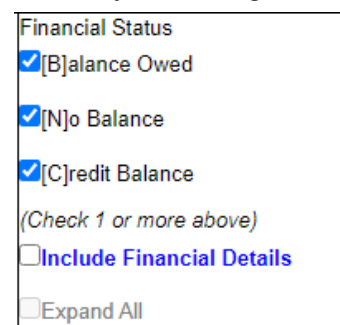 Financial Status
[B]alance Owed
[N]o Balance
[C]redit Balance
(Check 1 or more above)
Include Financial Details
Expand All